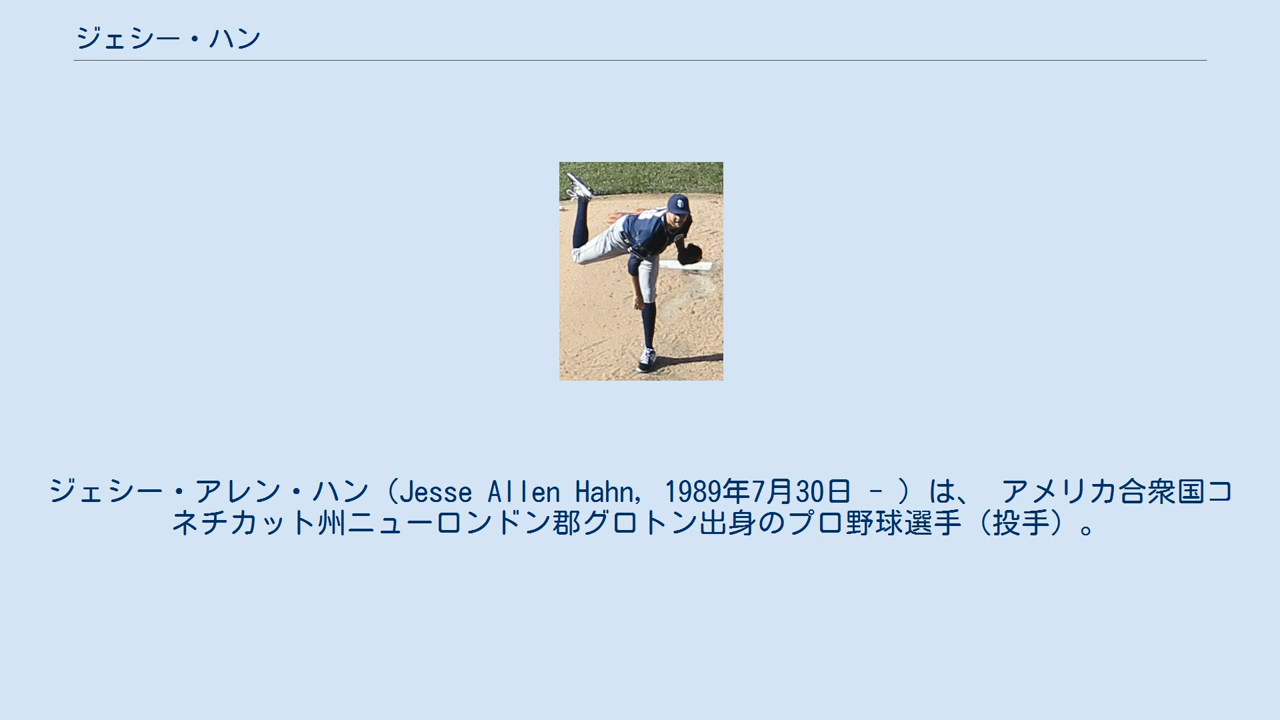 ジェシー・ハン
ジェシー・アレン・ハン（Jesse Allen Hahn, 1989年7月30日 - ）は、 アメリカ合衆国コ
ネチカット州ニューロンドン郡グロトン出身のプロ野球選手（投手）。